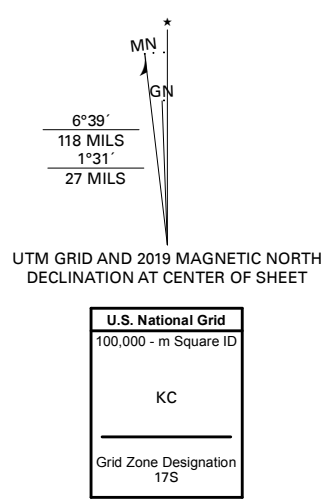 MN
GN
6°39´
118 MILS
1°31´
27 MILS
UTM GRID AND 2019 MAGNETIC NORTH
DECLINATION AT CENTER OF SHEET
U.S. National Grid
100,000 - m Square ID
KC
Grid Zone Designation
17S